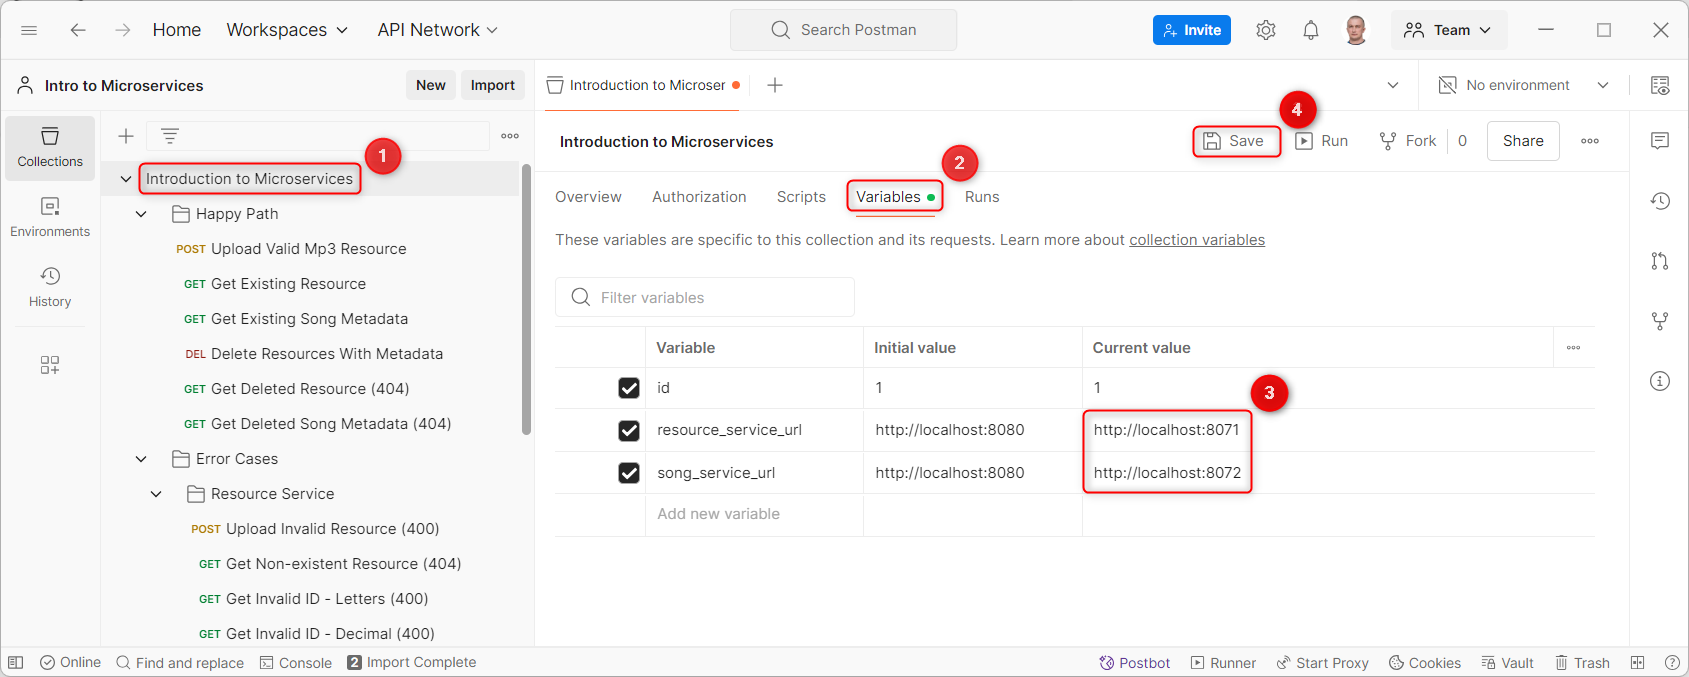 Home Workspaces API Network Search Postman Invite Team
Intro to Microservices New Import Introduction to Microser No environment
Collections
Environments
History
1
Introduction to Microservices
Happy Path
POST Upload Valid Mp3 Resource
GET Get Existing Resource
GET Get Existing Song Metadata
DEL Delete Resources With Metadata
GET Get Deleted Resource (404)
GET Get Deleted Song Metadata (404)
Error Cases
Resource Service
POST Upload Invalid Resource (400)
GET Get Non-existent Resource (404)
GET Get Invalid ID - Letters (400)
GET Get Invalid ID - Decimal (400)
4
Introduction to Microservices Save Run Fork 0 Share
2
Overview Authorization Scripts Variables Runs
These variables are specific to this collection and its requests. Learn more about collection variables
Filter variables
Variable Initial value Current value
id 1 1
3
resource_service_url http://localhost:8080 http://localhost:8071
song_service_url http://localhost:8080 http://localhost:8072
Add new variable
Online Find and replace Console 2 Import Complete Postbot Runner Start Proxy Cookies Vault Trash